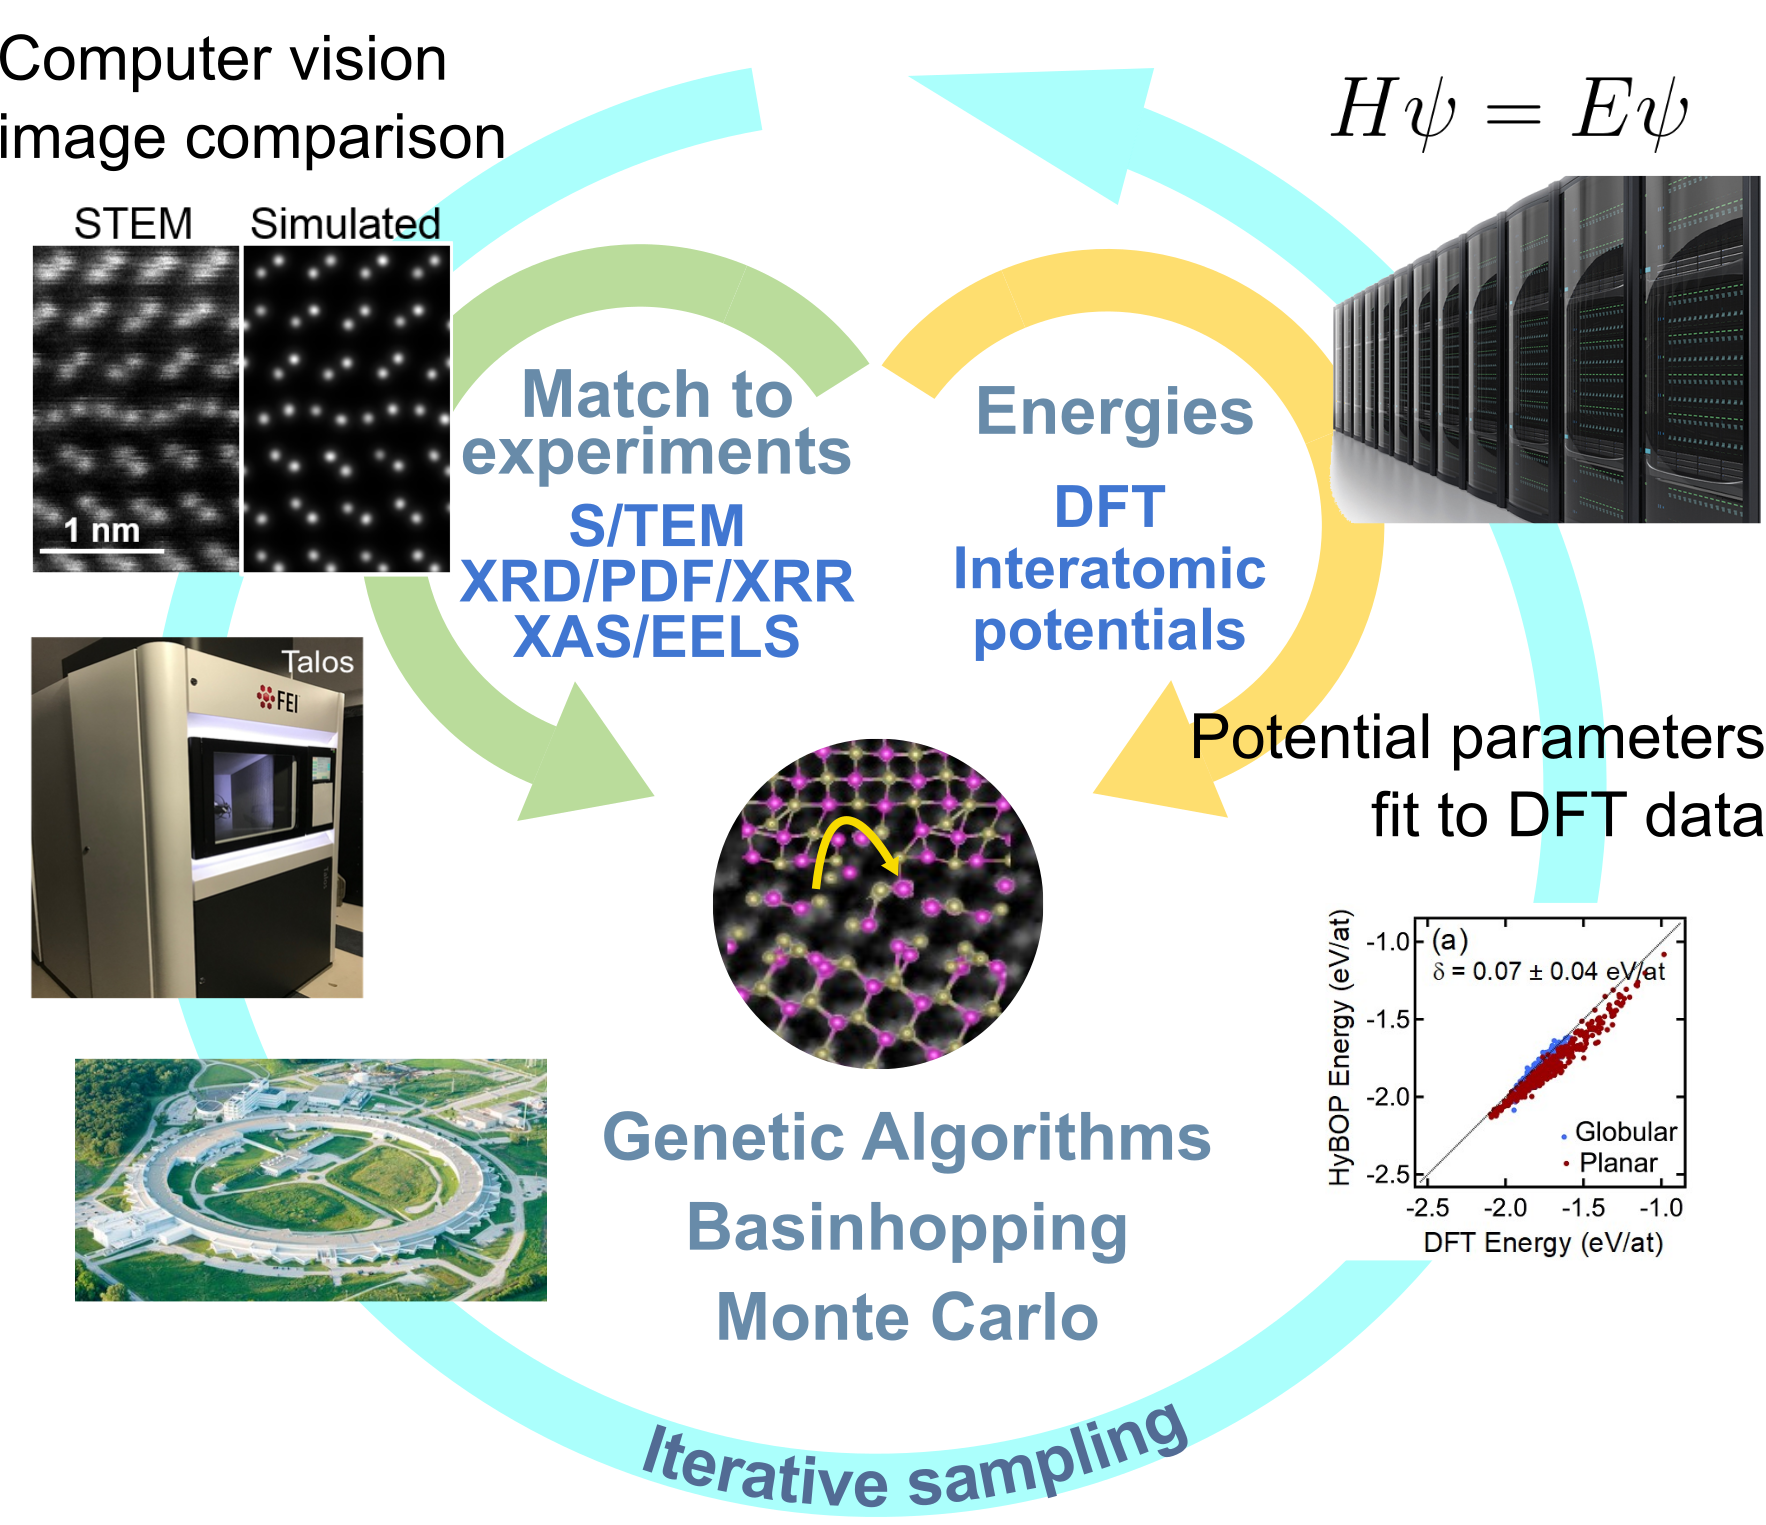 Computer vision
image comparison
STEM
Simulated
1 nm
Talos
FEI
Match to
experiments
S/TEM
XRD/PDF/XRR
XAS/EELS
Energies
DFT
Interatomic
potentials
Hψ = Eψ
Potential parameters
fit to DFT data
(a)
δ = 0.07 ± 0.04 eV/at
HyBOP Energy (eV/at)
-1.0
-1.5
-2.0
-2.5
Globular
Planar
-2.5 -2.0 -1.5 -1.0
DFT Energy (eV/at)
Genetic Algorithms
Basinhopping
Monte Carlo
Iterative sampling